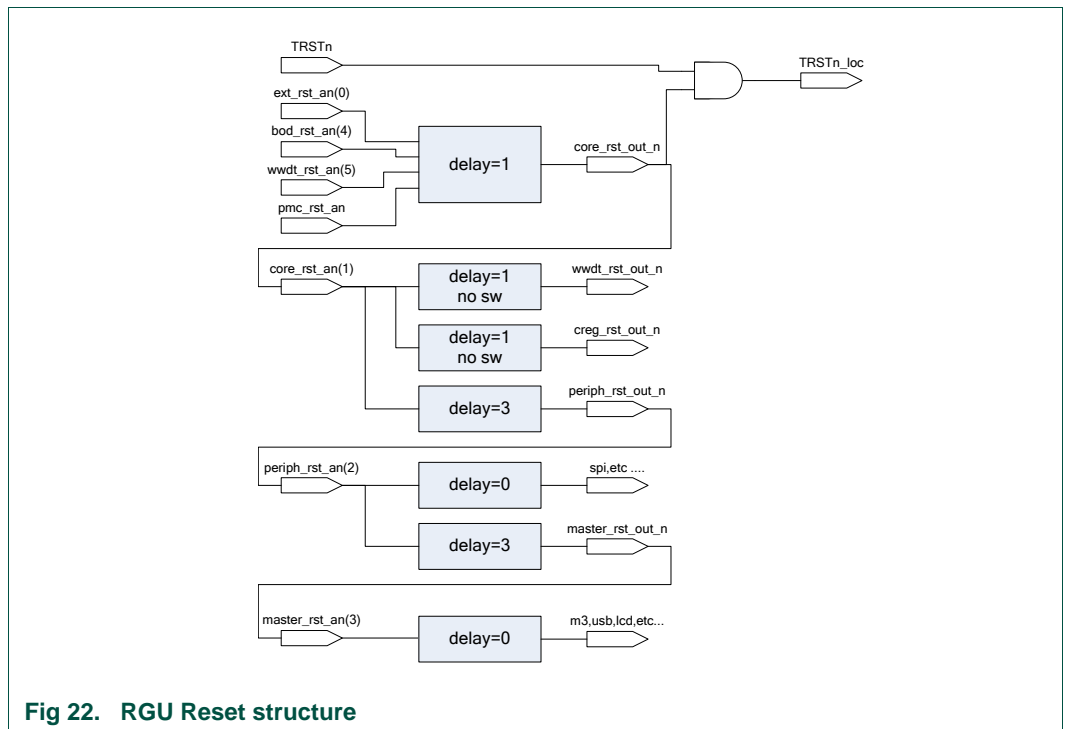 TRSTn
TRSTn_loc
ext_rst_an(0)
bod_rst_an(4)
wwdt_rst_an(5)
pmc_rst_an
delay=1
core_rst_out_n
core_rst_an(1)
delay=1
no sw
wwdt_rst_out_n
delay=1
no sw
creg_rst_out_n
delay=3
periph_rst_out_n
periph_rst_an(2)
delay=0
spi,etc ....
delay=3
master_rst_out_n
master_rst_an(3)
delay=0
m3,usb,lcd,etc...
Fig 22. RGU Reset structure